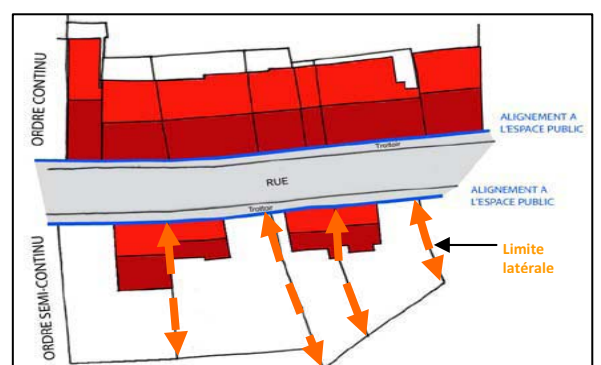 ORDRE CONTINU
ALIGNEMENT A
L'ESPACE PUBLIC
Trottoir
RUE
ALIGNEMENT A
L'ESPACE PUBLIC
Trottoir
ORDRE SEMI-CONTINU
Limite
latérale